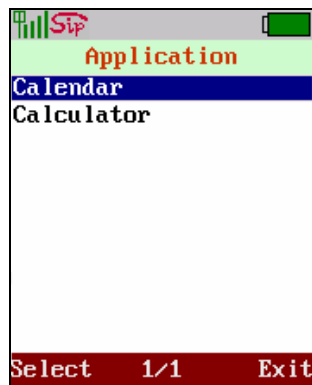 Sip
Application
Calendar
Calculator
Select 1/1 Exit